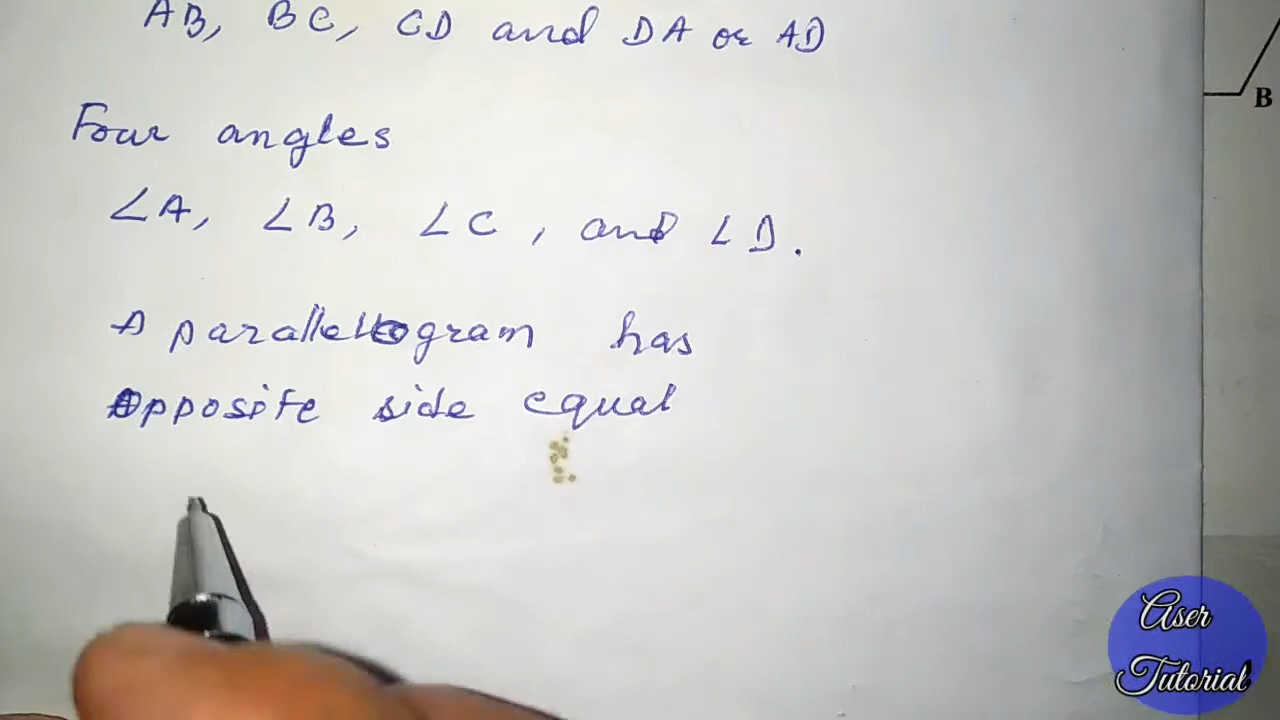 AB, BC, CD and DA or AD
B
Four angles
∠A, ∠B, ∠C, and ∠D.
A parallelogram has
opposite side equal
Aser
Tutorial